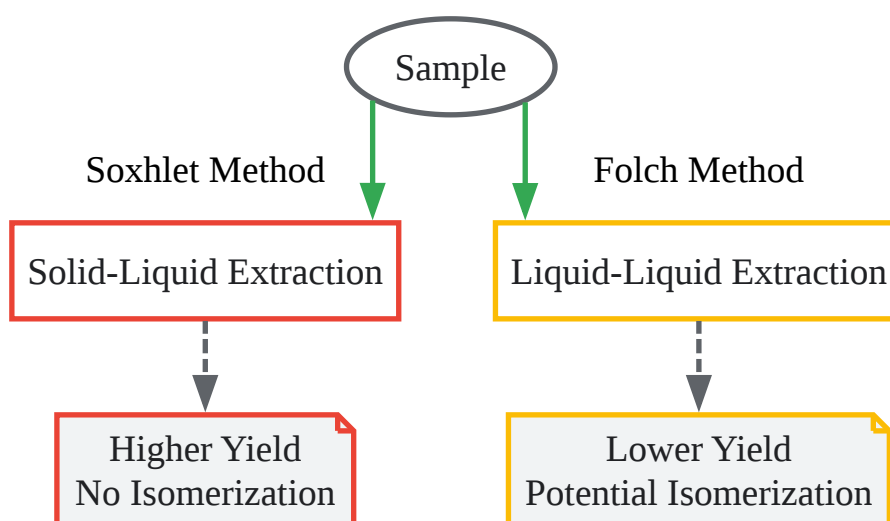 Sample
Soxhlet Method
Folch Method
Solid-Liquid Extraction
Liquid-Liquid Extraction
Higher Yield
No Isomerization
Lower Yield
Potential Isomerization